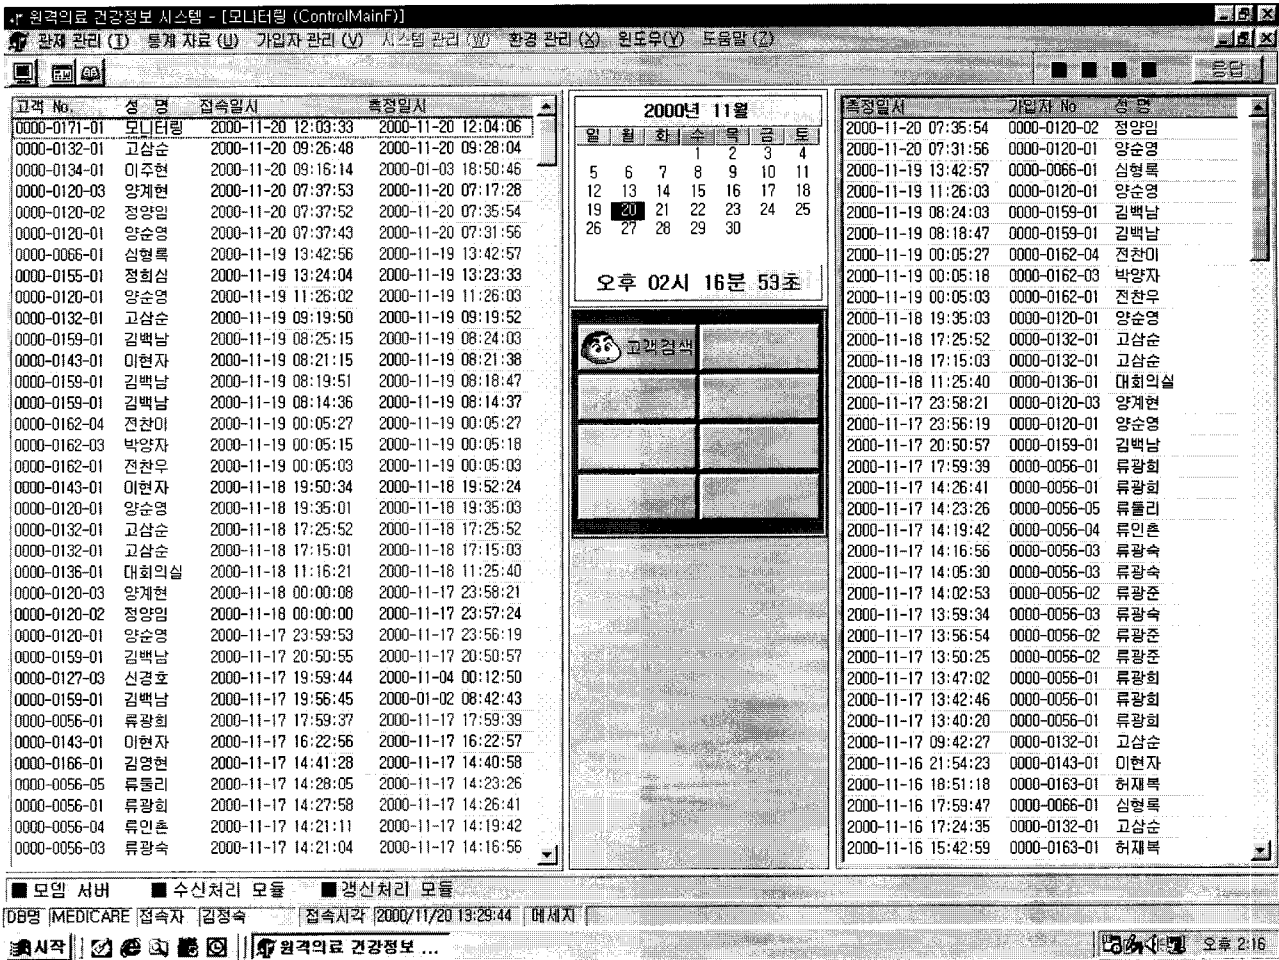 원격의료 건강정보 시스템 - [모니터링 (ControlMainF)]
관제 관리 (T) 통계 자료 (U) 가입자 관리 (V) 시스템 관리 (W) 환경 관리 (X) 윈도우(Y) 도움말 (Z)
응답
고객 No. 성 명 접속일시 측정일시
0000-0171-01 모니터링 2000-11-20 12:03:33 2000-11-20 12:04:06
0000-0132-01 고삼순 2000-11-20 09:26:48 2000-11-20 09:28:04
0000-0134-01 이주현 2000-11-20 09:16:14 2000-01-03 18:50:46
0000-0120-03 양계현 2000-11-20 07:37:53 2000-11-20 07:17:28
0000-0120-02 정양임 2000-11-20 07:37:52 2000-11-20 07:35:54
0000-0120-01 양순영 2000-11-20 07:37:43 2000-11-20 07:31:56
0000-0066-01 심형록 2000-11-19 13:42:56 2000-11-19 13:42:57
0000-0155-01 정희심 2000-11-19 13:24:04 2000-11-19 13:23:33
0000-0120-01 양순영 2000-11-19 11:26:02 2000-11-19 11:26:03
0000-0132-01 고삼순 2000-11-19 09:19:50 2000-11-19 09:19:52
0000-0159-01 김백남 2000-11-19 08:25:15 2000-11-19 08:24:03
0000-0143-01 이현자 2000-11-19 08:21:15 2000-11-19 08:21:38
0000-0159-01 김백남 2000-11-19 08:19:51 2000-11-19 08:18:47
0000-0159-01 김백남 2000-11-19 08:14:36 2000-11-19 08:14:37
0000-0162-04 전찬미 2000-11-19 00:05:27 2000-11-19 00:05:27
0000-0162-03 박양자 2000-11-19 00:05:15 2000-11-19 00:05:18
0000-0162-01 전찬우 2000-11-19 00:05:03 2000-11-19 00:05:03
0000-0143-01 이현자 2000-11-18 19:50:34 2000-11-18 19:52:24
0000-0120-01 양순영 2000-11-18 19:35:01 2000-11-18 19:35:03
0000-0132-01 고삼순 2000-11-18 17:25:52 2000-11-18 17:25:52
0000-0132-01 고삼순 2000-11-18 17:15:01 2000-11-18 17:15:03
0000-0136-01 대회의실 2000-11-18 11:16:21 2000-11-18 11:25:40
0000-0120-03 양계현 2000-11-18 00:00:08 2000-11-17 23:58:21
0000-0120-02 정양임 2000-11-18 00:00:00 2000-11-17 23:57:24
0000-0120-01 양순영 2000-11-17 23:59:53 2000-11-17 23:56:19
0000-0159-01 김백남 2000-11-17 20:50:55 2000-11-17 20:50:57
0000-0127-03 신경호 2000-11-17 19:59:44 2000-11-04 00:12:50
0000-0159-01 김백남 2000-11-17 19:56:45 2000-01-02 08:42:43
0000-0056-01 류광희 2000-11-17 17:59:37 2000-11-17 17:59:39
0000-0143-01 이현자 2000-11-17 16:22:56 2000-11-17 16:22:57
0000-0166-01 김영현 2000-11-17 14:41:28 2000-11-17 14:40:58
0000-0056-05 류둘리 2000-11-17 14:28:05 2000-11-17 14:23:26
0000-0056-01 류광희 2000-11-17 14:27:58 2000-11-17 14:26:41
0000-0056-04 류인촌 2000-11-17 14:21:11 2000-11-17 14:19:42
0000-0056-03 류광숙 2000-11-17 14:21:04 2000-11-17 14:16:56
2000년 11월
일 월 화 수 목 금 토
1 2 3 4
5 6 7 8 9 10 11
12 13 14 15 16 17 18
19 20 21 22 23 24 25
26 27 28 29 30
오후 02시 16분 53초
고객검색
측정일시 가입자 No 성 명
2000-11-20 07:35:54 0000-0120-02 정양임
2000-11-20 07:31:56 0000-0120-01 양순영
2000-11-19 13:42:57 0000-0066-01 심형록
2000-11-19 11:26:03 0000-0120-01 양순영
2000-11-19 08:24:03 0000-0159-01 김백남
2000-11-19 08:18:47 0000-0159-01 김백남
2000-11-19 00:05:27 0000-0162-04 전찬미
2000-11-19 00:05:18 0000-0162-03 박양자
2000-11-19 00:05:03 0000-0162-01 전찬우
2000-11-18 19:35:03 0000-0120-01 양순영
2000-11-18 17:25:52 0000-0132-01 고삼순
2000-11-18 17:15:03 0000-0132-01 고삼순
2000-11-18 11:25:40 0000-0136-01 대회의실
2000-11-17 23:58:21 0000-0120-03 양계현
2000-11-17 23:56:19 0000-0120-01 양순영
2000-11-17 20:50:57 0000-0159-01 김백남
2000-11-17 17:59:39 0000-0056-01 류광희
2000-11-17 14:26:41 0000-0056-01 류광희
2000-11-17 14:23:26 0000-0056-05 류둘리
2000-11-17 14:19:42 0000-0056-04 류인촌
2000-11-17 14:16:56 0000-0056-03 류광숙
2000-11-17 14:05:30 0000-0056-03 류광숙
2000-11-17 14:02:53 0000-0056-02 류광준
2000-11-17 13:59:34 0000-0056-03 류광숙
2000-11-17 13:56:54 0000-0056-02 류광준
2000-11-17 13:50:25 0000-0056-02 류광준
2000-11-17 13:47:02 0000-0056-01 류광희
2000-11-17 13:42:46 0000-0056-01 류광희
2000-11-17 13:40:20 0000-0056-01 류광희
2000-11-17 09:42:27 0000-0132-01 고삼순
2000-11-16 21:54:23 0000-0143-01 이현자
2000-11-16 18:51:18 0000-0163-01 허재복
2000-11-16 17:59:47 0000-0066-01 심형록
2000-11-16 17:24:35 0000-0132-01 고삼순
2000-11-16 15:42:59 0000-0163-01 허재복
모뎀 서버 수신처리 모듈 갱신처리 모듈
DB명 MEDICARE 접속자 김정숙 접속시각 2000/11/20 13:29:44 메세지
시작 원격의료 건강정보 ... 오후 2:16